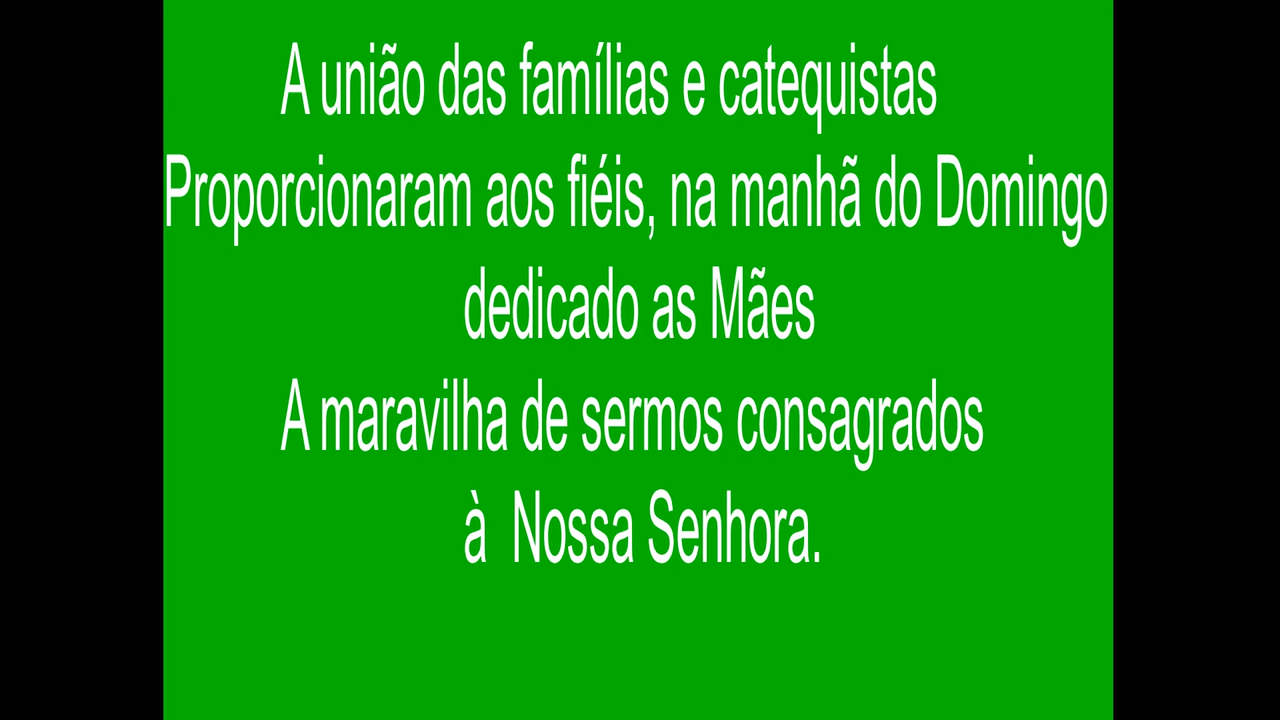 A união das famílias e catequistas
Proporcionaram aos fiéis, na manhã do Domingo
dedicado as Mães
A maravilha de sermos consagrados
à Nossa Senhora.